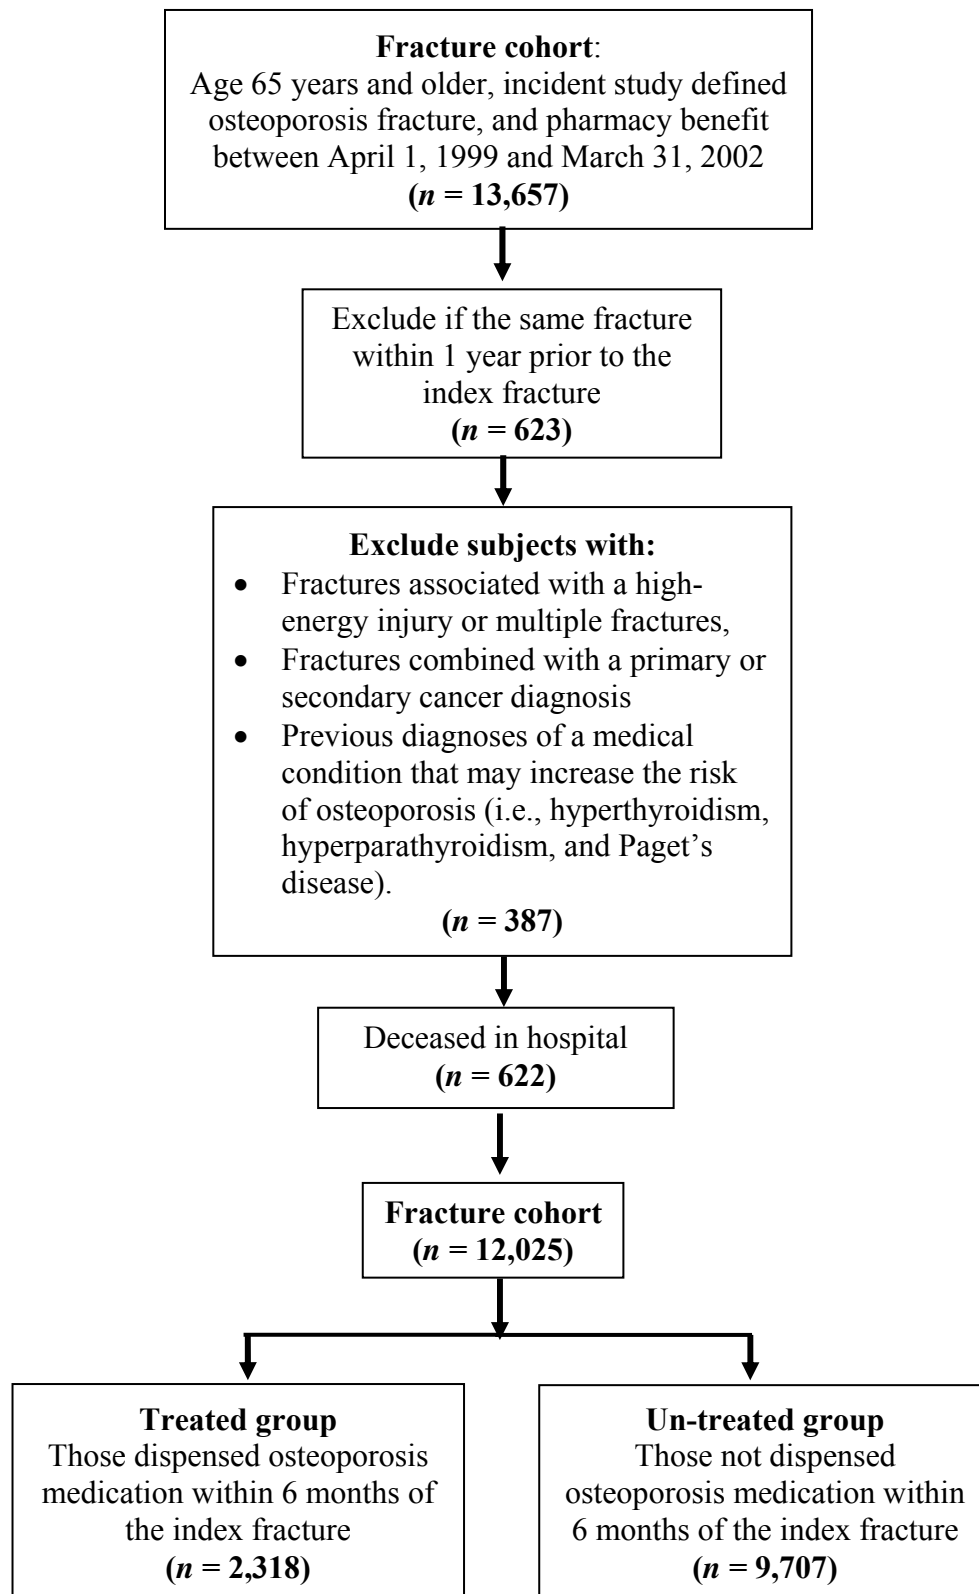 Fracture cohort:
Age 65 years and older, incident study defined
osteoporosis fracture, and pharmacy benefit
between April 1, 1999 and March 31, 2002
(n = 13,657)
Exclude if the same fracture
within 1 year prior to the
index fracture
(n = 623)
Exclude subjects with:
• Fractures associated with a high-
energy injury or multiple fractures,
• Fractures combined with a primary or
secondary cancer diagnosis
• Previous diagnoses of a medical
condition that may increase the risk
of osteoporosis (i.e., hyperthyroidism,
hyperparathyroidism, and Paget’s
disease).
(n = 387)
Deceased in hospital
(n = 622)
Fracture cohort
(n = 12,025)
Treated group
Those dispensed osteoporosis
medication within 6 months of
the index fracture
(n = 2,318)
Un-treated group
Those not dispensed
osteoporosis medication within
6 months of the index fracture
(n = 9,707)